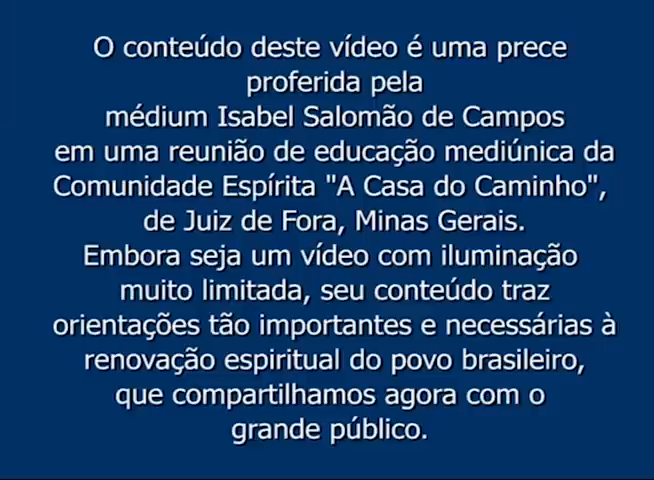 O conteúdo deste vídeo é uma prece
proferida pela
médium Isabel Salomão de Campos
em uma reunião de educação mediúnica da
Comunidade Espírita "A Casa do Caminho",
de Juiz de Fora, Minas Gerais.
Embora seja um vídeo com iluminação
muito limitada, seu conteúdo traz
orientações tão importantes e necessárias à
renovação espiritual do povo brasileiro,
que compartilhamos agora com o
grande público.